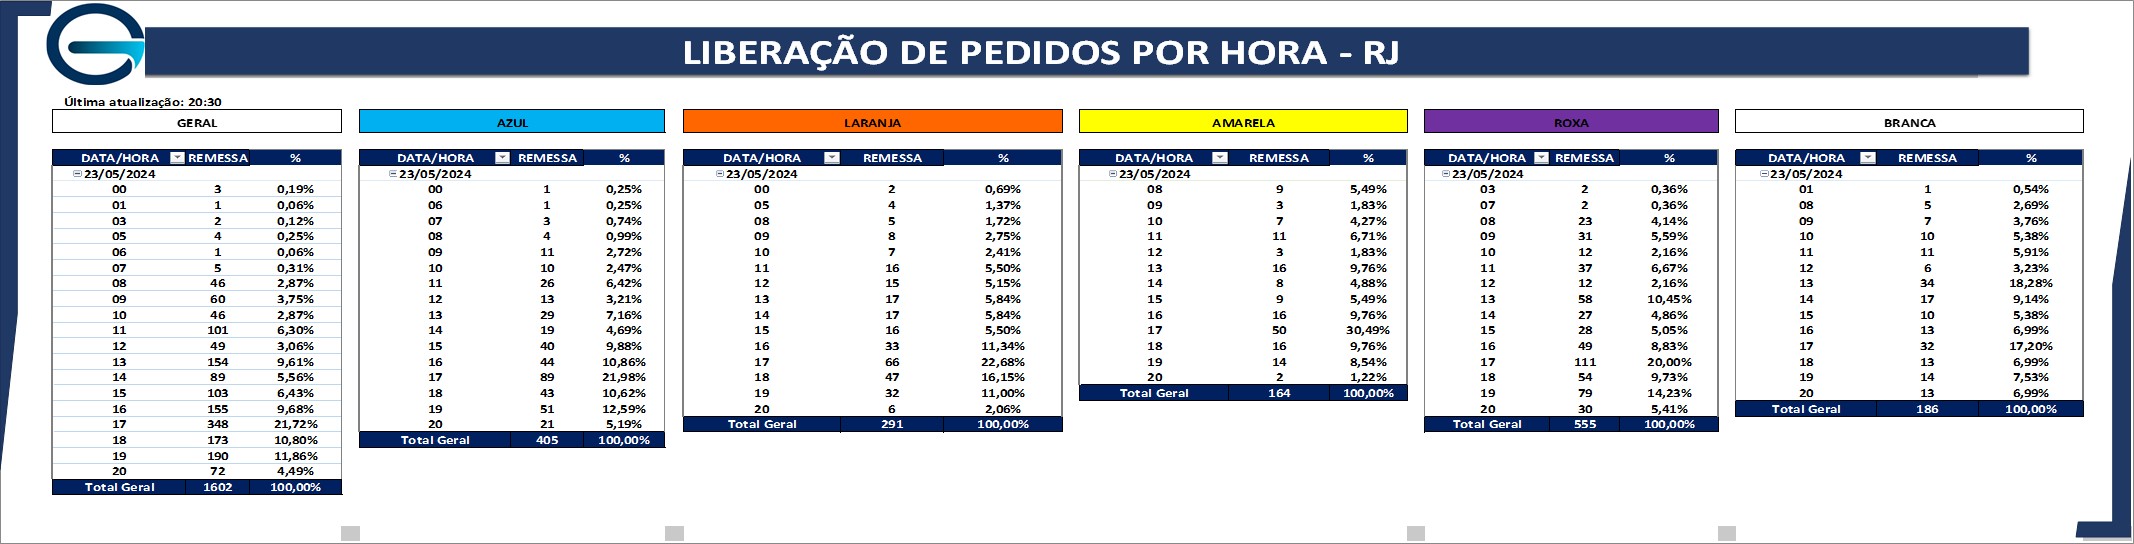 LIBERAÇÃO DE PEDIDOS POR HORA - RJ
Última atualização: 20:30
GERAL
DATA/HORA REMESSA %
23/05/2024
00 3 0,19%
01 1 0,06%
03 2 0,12%
05 4 0,25%
06 1 0,06%
07 5 0,31%
08 46 2,87%
09 60 3,75%
10 46 2,87%
11 101 6,30%
12 49 3,06%
13 154 9,61%
14 89 5,56%
15 103 6,43%
16 155 9,68%
17 348 21,72%
18 173 10,80%
19 190 11,86%
20 72 4,49%
Total Geral 1602 100,00%
AZUL
DATA/HORA REMESSA %
23/05/2024
00 1 0,25%
06 1 0,25%
07 3 0,74%
08 4 0,99%
09 11 2,72%
10 10 2,47%
11 26 6,42%
12 13 3,21%
13 29 7,16%
14 19 4,69%
15 40 9,88%
16 44 10,86%
17 89 21,98%
18 43 10,62%
19 51 12,59%
20 21 5,19%
Total Geral 405 100,00%
LARANJA
DATA/HORA REMESSA %
23/05/2024
00 2 0,69%
05 4 1,37%
08 5 1,72%
09 8 2,75%
10 7 2,41%
11 16 5,50%
12 15 5,15%
13 17 5,84%
14 17 5,84%
15 16 5,50%
16 33 11,34%
17 66 22,68%
18 47 16,15%
19 32 11,00%
20 6 2,06%
Total Geral 291 100,00%
AMARELA
DATA/HORA REMESSA %
23/05/2024
08 9 5,49%
09 3 1,83%
10 7 4,27%
11 11 6,71%
12 3 1,83%
13 16 9,76%
14 8 4,88%
15 9 5,49%
16 16 9,76%
17 50 30,49%
18 16 9,76%
19 14 8,54%
20 2 1,22%
Total Geral 164 100,00%
ROXA
DATA/HORA REMESSA %
23/05/2024
03 2 0,36%
07 2 0,36%
08 23 4,14%
09 31 5,59%
10 12 2,16%
11 37 6,67%
12 12 2,16%
13 58 10,45%
14 27 4,86%
15 28 5,05%
16 49 8,83%
17 111 20,00%
18 54 9,73%
19 79 14,23%
20 30 5,41%
Total Geral 555 100,00%
BRANCA
DATA/HORA REMESSA %
23/05/2024
01 1 0,54%
08 5 2,69%
09 7 3,76%
10 10 5,38%
11 11 5,91%
12 6 3,23%
13 34 18,28%
14 17 9,14%
15 10 5,38%
16 13 6,99%
17 32 17,20%
18 13 6,99%
19 14 7,53%
20 13 6,99%
Total Geral 186 100,00%